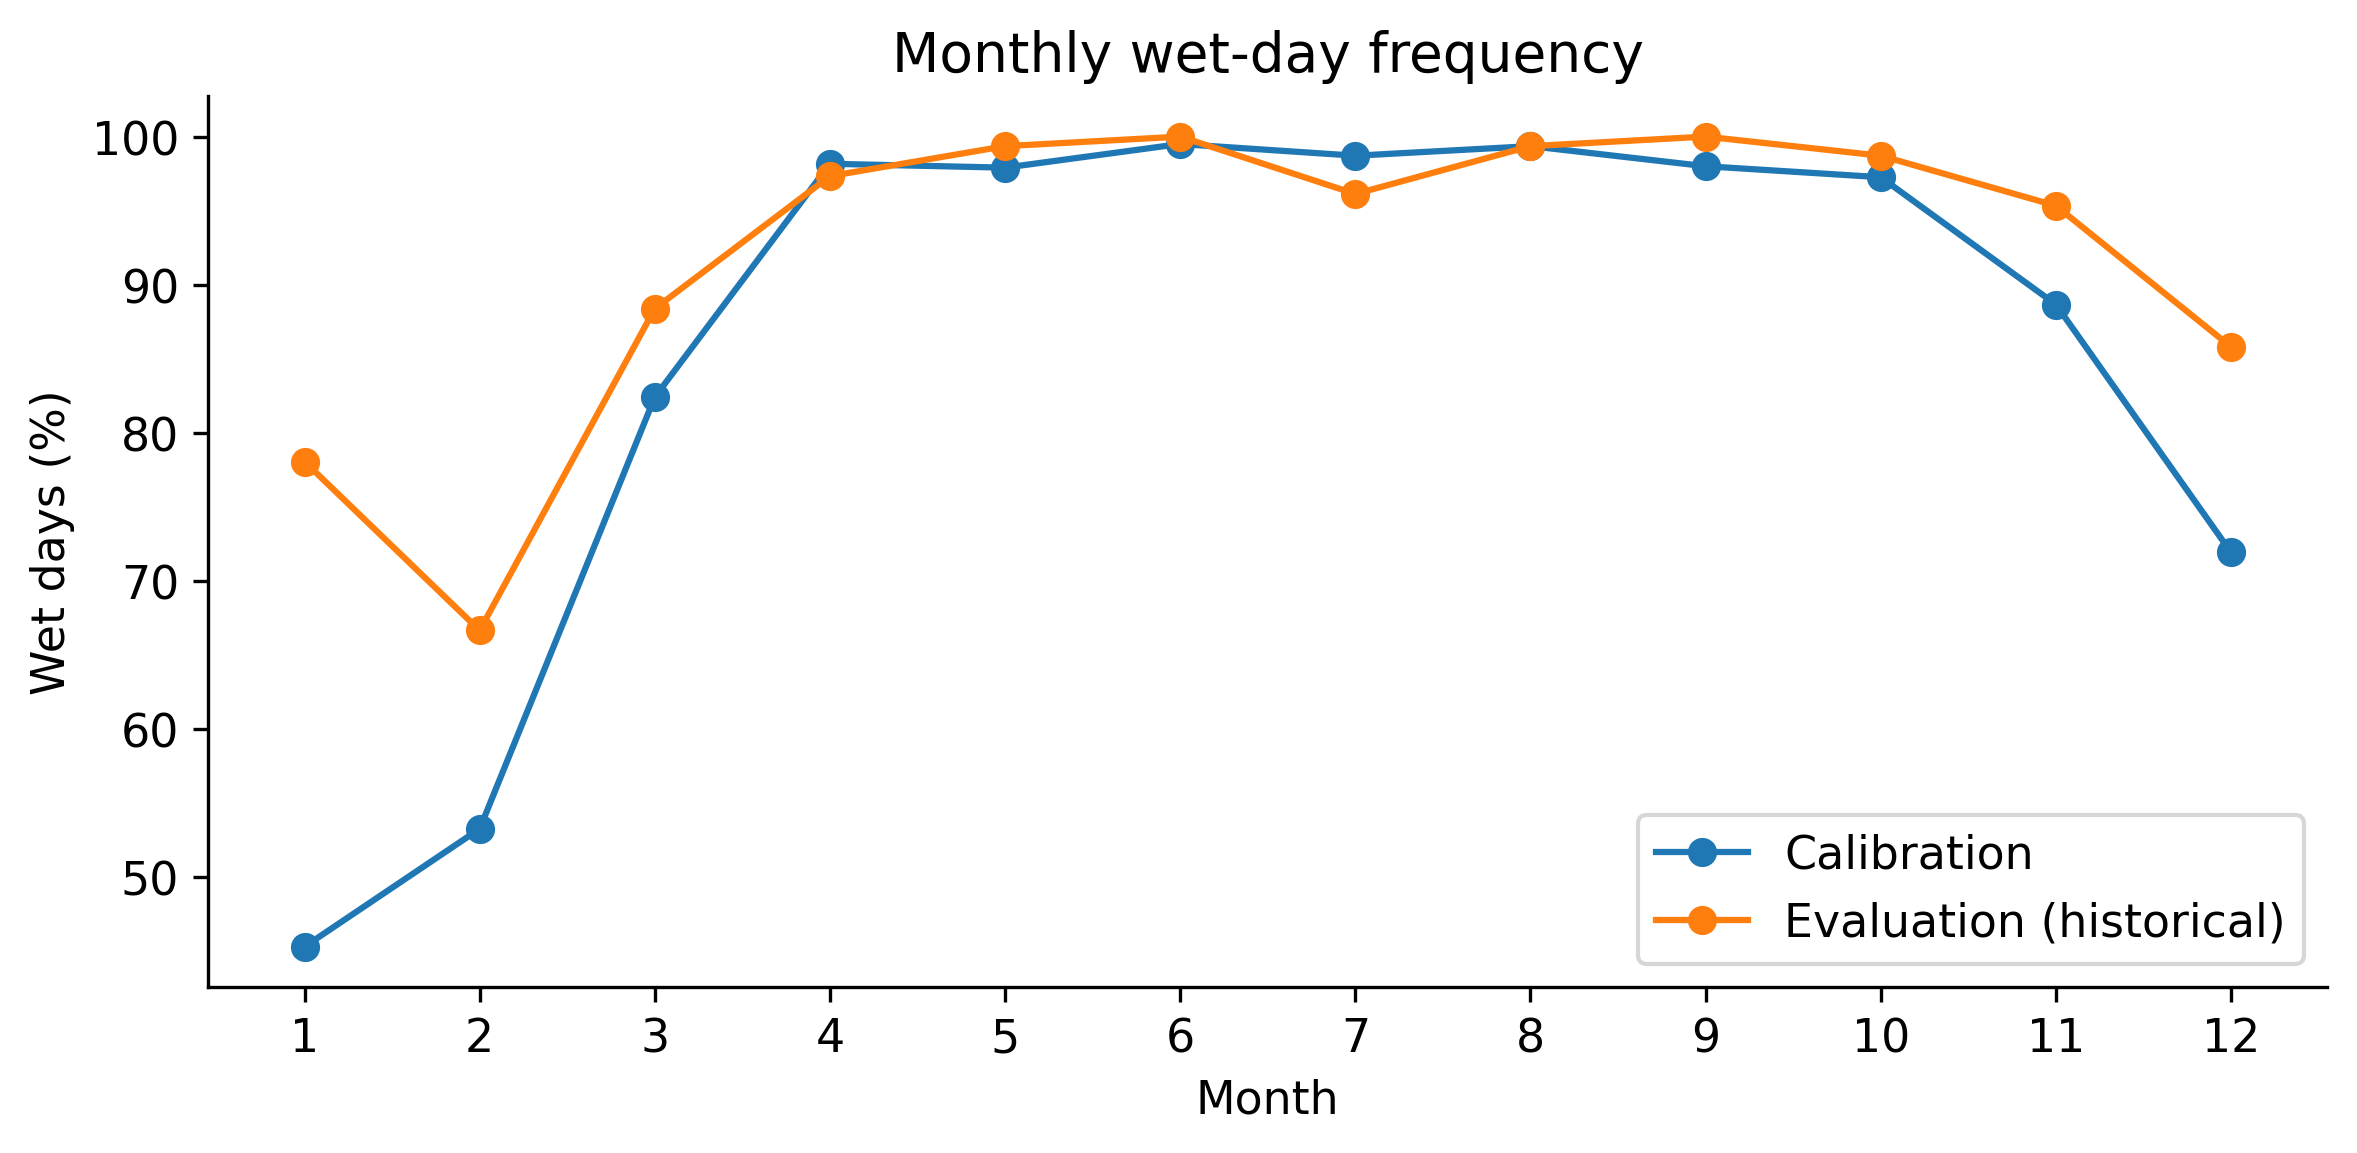 Monthly wet-day frequency
Wet days (%)
100
90
80
70
60
50
1 2 3 4 5 6 7 8 9 10 11 12
Month
Calibration
Evaluation (historical)